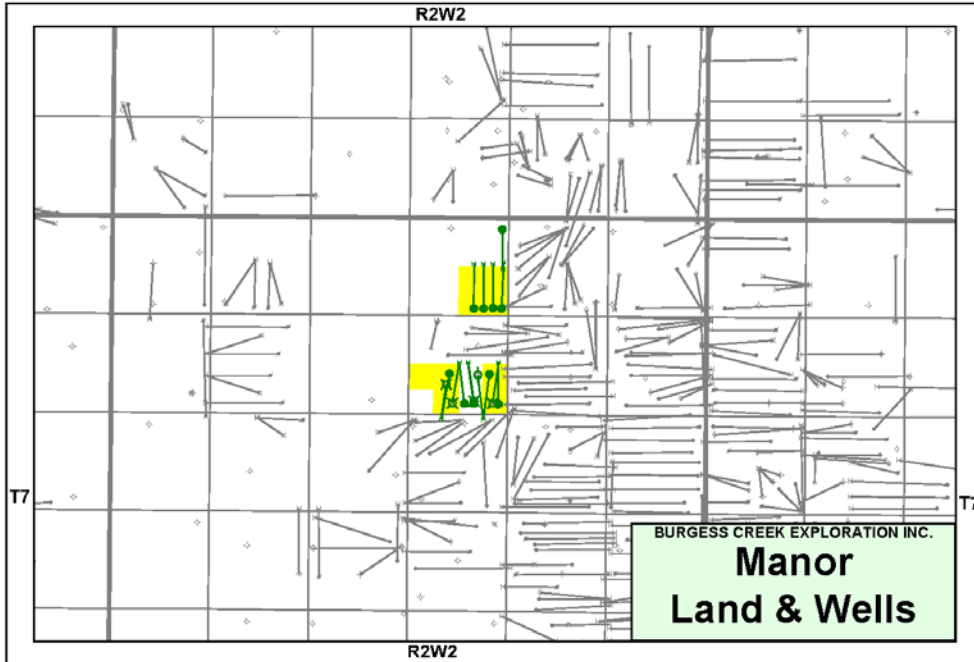 R2W2
T7
T7
BURGESS CREEK EXPLORATION INC.
Manor
Land & Wells
R2W2